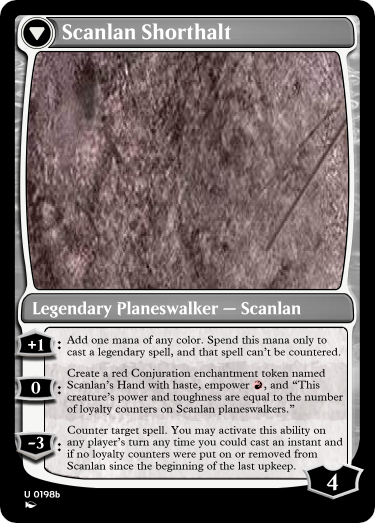 Scanlan Shorthalt
Legendary Planeswalker — Scanlan
+1: Add one mana of any color. Spend this mana only to
cast a legendary spell, and that spell can't be countered.
0: Create a red Conjuration enchantment token named
Scanlan's Hand with haste, empower R, and "This
creature's power and toughness are equal to the number
of loyalty counters on Scanlan planeswalkers."
-3: Counter target spell. You may activate this ability on
any player's turn any time you could cast an instant and
if no loyalty counters were put on or removed from
Scanlan since the beginning of the last upkeep.
4
U 0198b